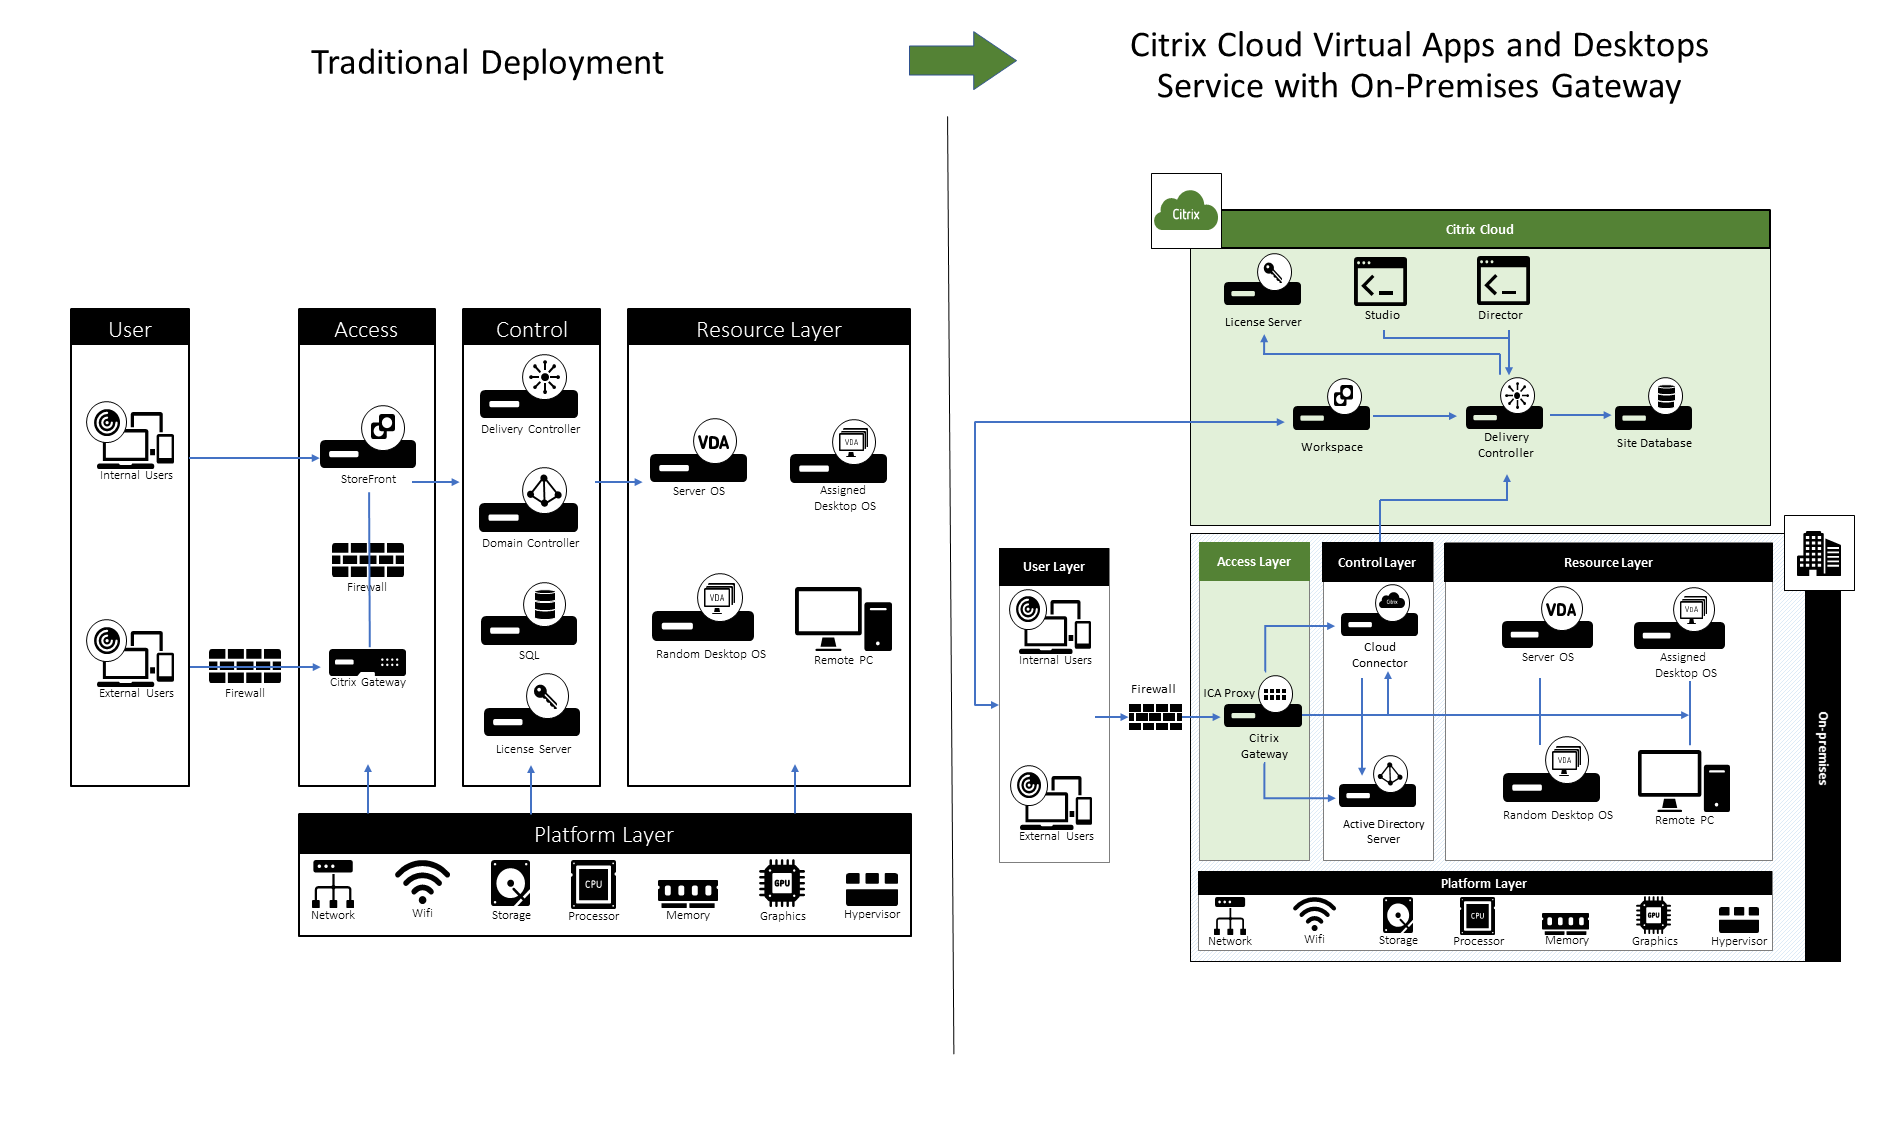 Traditional Deployment
Citrix Cloud Virtual Apps and Desktops
Service with On-Premises Gateway
User
Internal Users
External Users
Firewall
Access
StoreFront
Firewall
Citrix Gateway
Control
Delivery Controller
Domain Controller
SQL
License Server
Resource Layer
VDA
Server OS
VDA
Assigned
Desktop OS
VDA
Random Desktop OS
Remote PC
Platform Layer
Network
Wifi
Storage
CPU
Processor
Memory
GPU
Graphics
Hypervisor
Citrix
Citrix Cloud
License Server
Studio
Director
Workspace
Delivery
Controller
Site Database
User Layer
Internal Users
External Users
Firewall
Access Layer
ICA Proxy
Citrix
Gateway
Control Layer
Citrix
Cloud
Connector
Active Directory
Server
Resource Layer
VDA
Server OS
VDA
Assigned
Desktop OS
VDA
Random Desktop OS
Remote PC
On-premises
Platform Layer
Network
Wifi
Storage
CPU
Processor
Memory
GPU
Graphics
Hypervisor